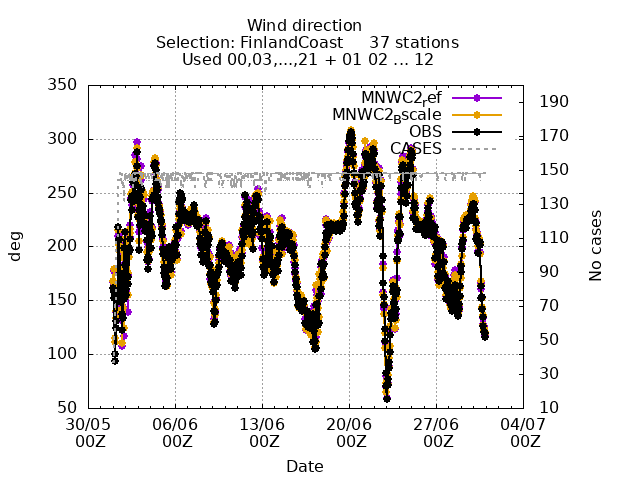 Wind direction
Selection: FinlandCoast 37 stations
Used 00,03,...,21 + 01 02 ... 12
350
300
250
200
150
100
50
deg
190
170
150
130
110
90
70
50
30
10
No cases
MNWC2_ref
MNWC2_Bscale
OBS
CASES
30/05 06/06 13/06 20/06 27/06 04/07
00Z 00Z 00Z 00Z 00Z 00Z
Date